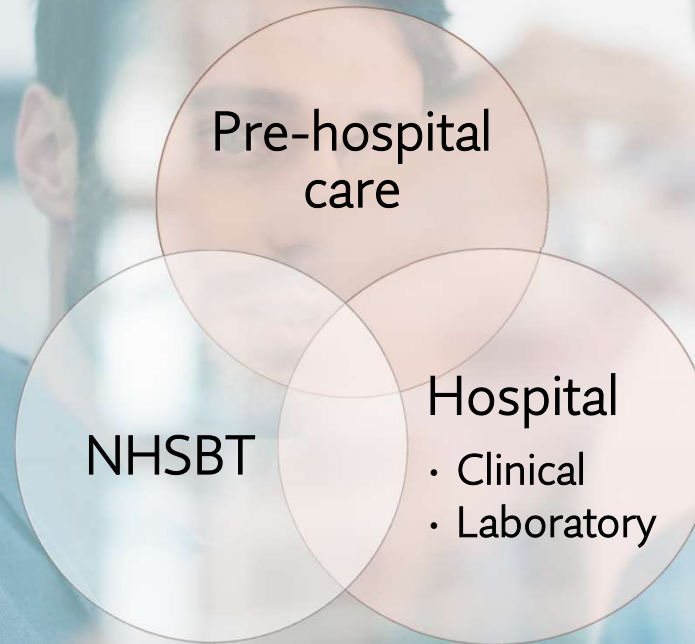 Pre-hospital
care
NHSBT
Hospital
· Clinical
· Laboratory